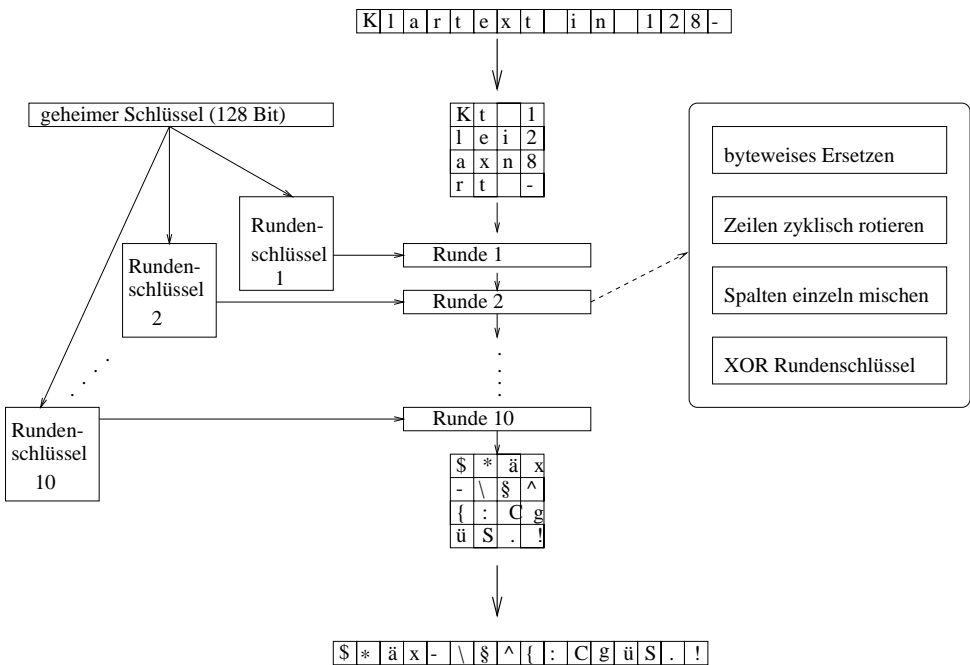 K l a r t e x t   i n   1 2 8 -
geheimer Schlüssel (128 Bit)
K t   1
l e i 2
a x n 8
r t   -
byteweises Ersetzen
Zeilen zyklisch rotieren
Spalten einzeln mischen
XOR Rundenschlüssel
Runden-
schlüssel
1
Runde 1
Runden-
schlüssel
2
Runde 2
Runden-
schlüssel
10
Runde 10
$ * ä x
- \ § ^
{ : C g
ü S . !
$ * ä x - \ § ^ { : C g ü S . !